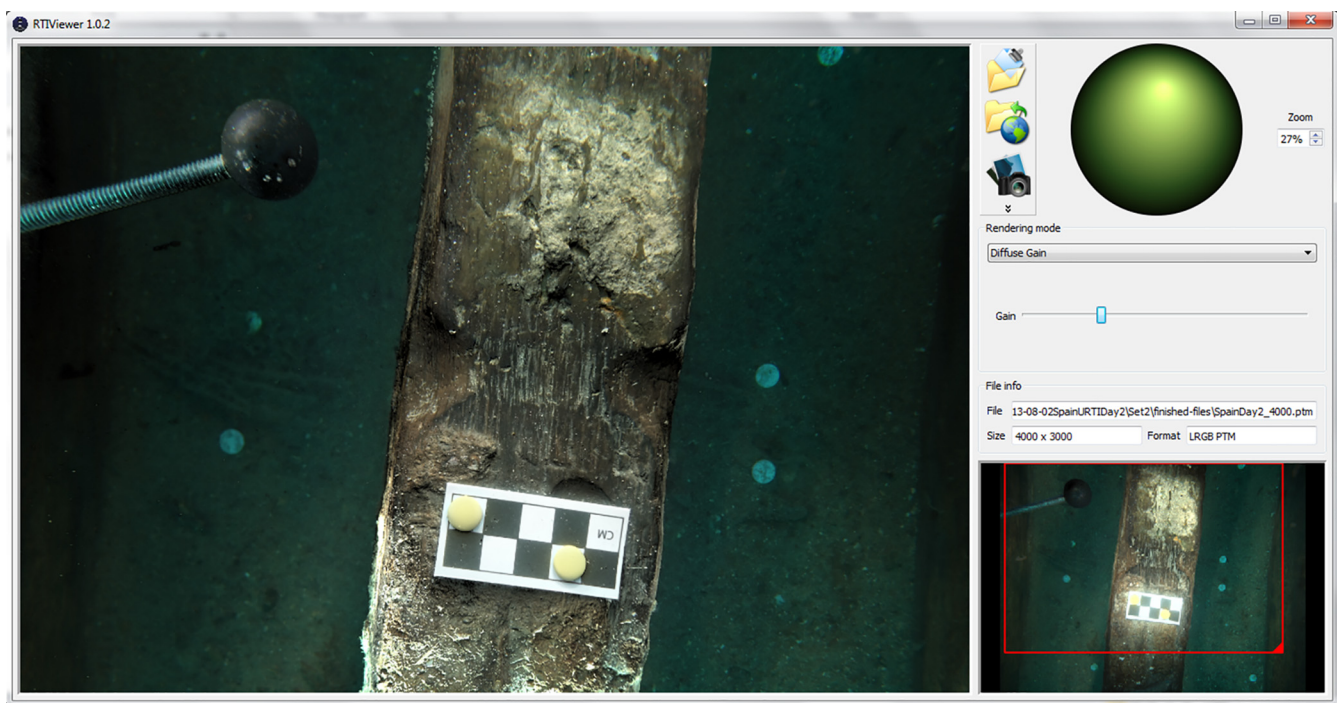 RTIViewer 1.0.2
Zoom
27%
Rendering mode
Diffuse Gain
Gain
File info
File 13-08-02SpainURTIDay2\Set2\finished-files\SpainDay2_4000.ptm
Size 4000 x 3000 Format LRGB PTM
CM